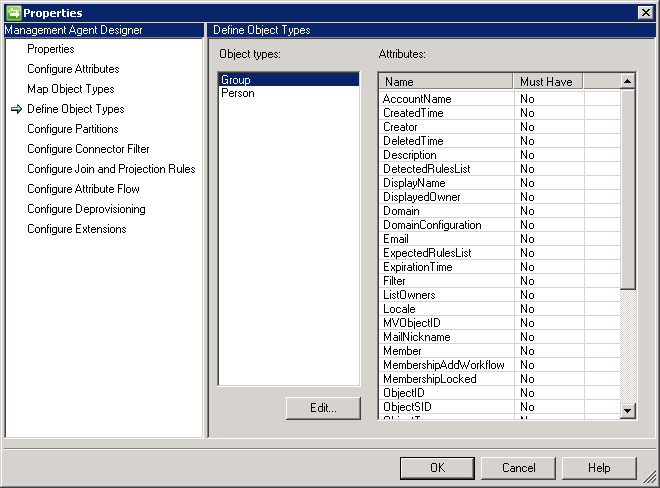 Properties
Management Agent Designer
Properties
Configure Attributes
Map Object Types
Define Object Types
Configure Partitions
Configure Connector Filter
Configure Join and Projection Rules
Configure Attribute Flow
Configure Deprovisioning
Configure Extensions
Define Object Types
Object types:
Group
Person
Edit...
Attributes:
Name Must Have
AccountName No
CreatedTime No
Creator No
DeletedTime No
Description No
DetectedRulesList No
DisplayName No
DisplayedOwner No
Domain No
DomainConfiguration No
Email No
ExpectedRulesList No
ExpirationTime No
Filter No
ListOwners No
Locale No
MVObjectID No
MailNickname No
Member No
MembershipAddWorkflow No
MembershipLocked No
ObjectID No
ObjectSID No
OK Cancel Help